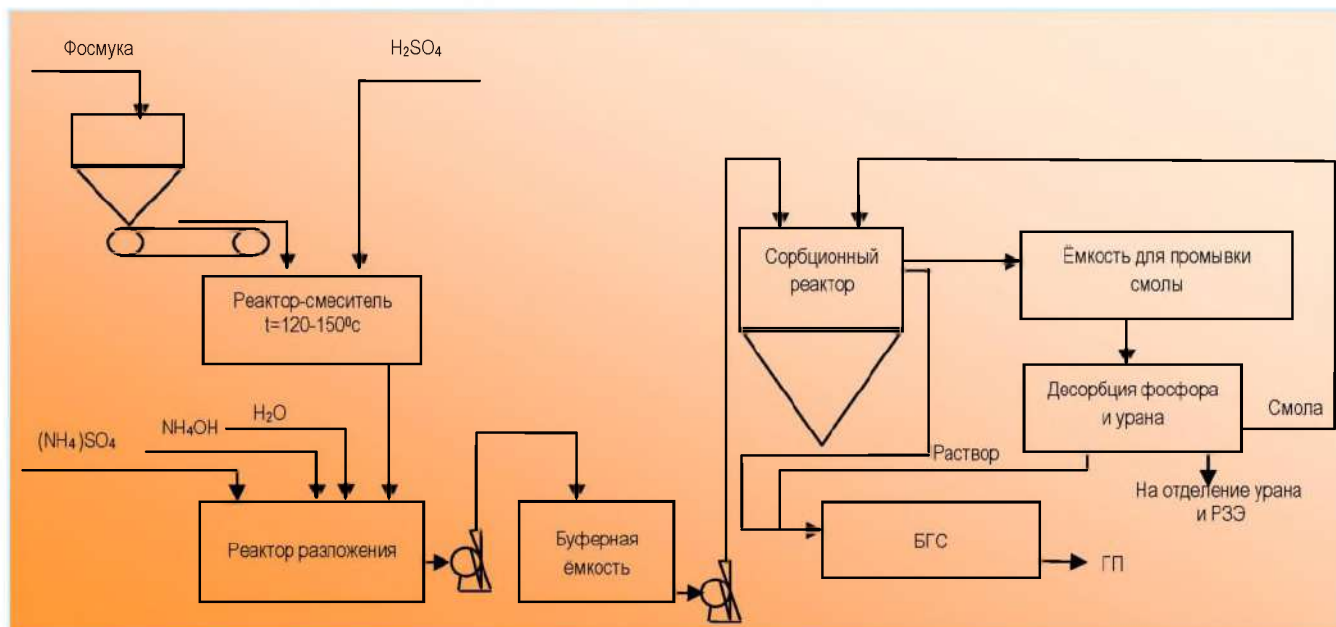 Фосмука
H₂SO₄
Реактор-смеситель
t=120-150⁰с
(NH₄)SO₄
NH₄OH
H₂O
Реактор разложения
Буферная
ёмкость
Сорбционный
реактор
Ёмкость для промывки
смолы
Десорбция фосфора
и урана
Смола
Раствор
На отделение урана
и РЗЭ
БГС
ГП